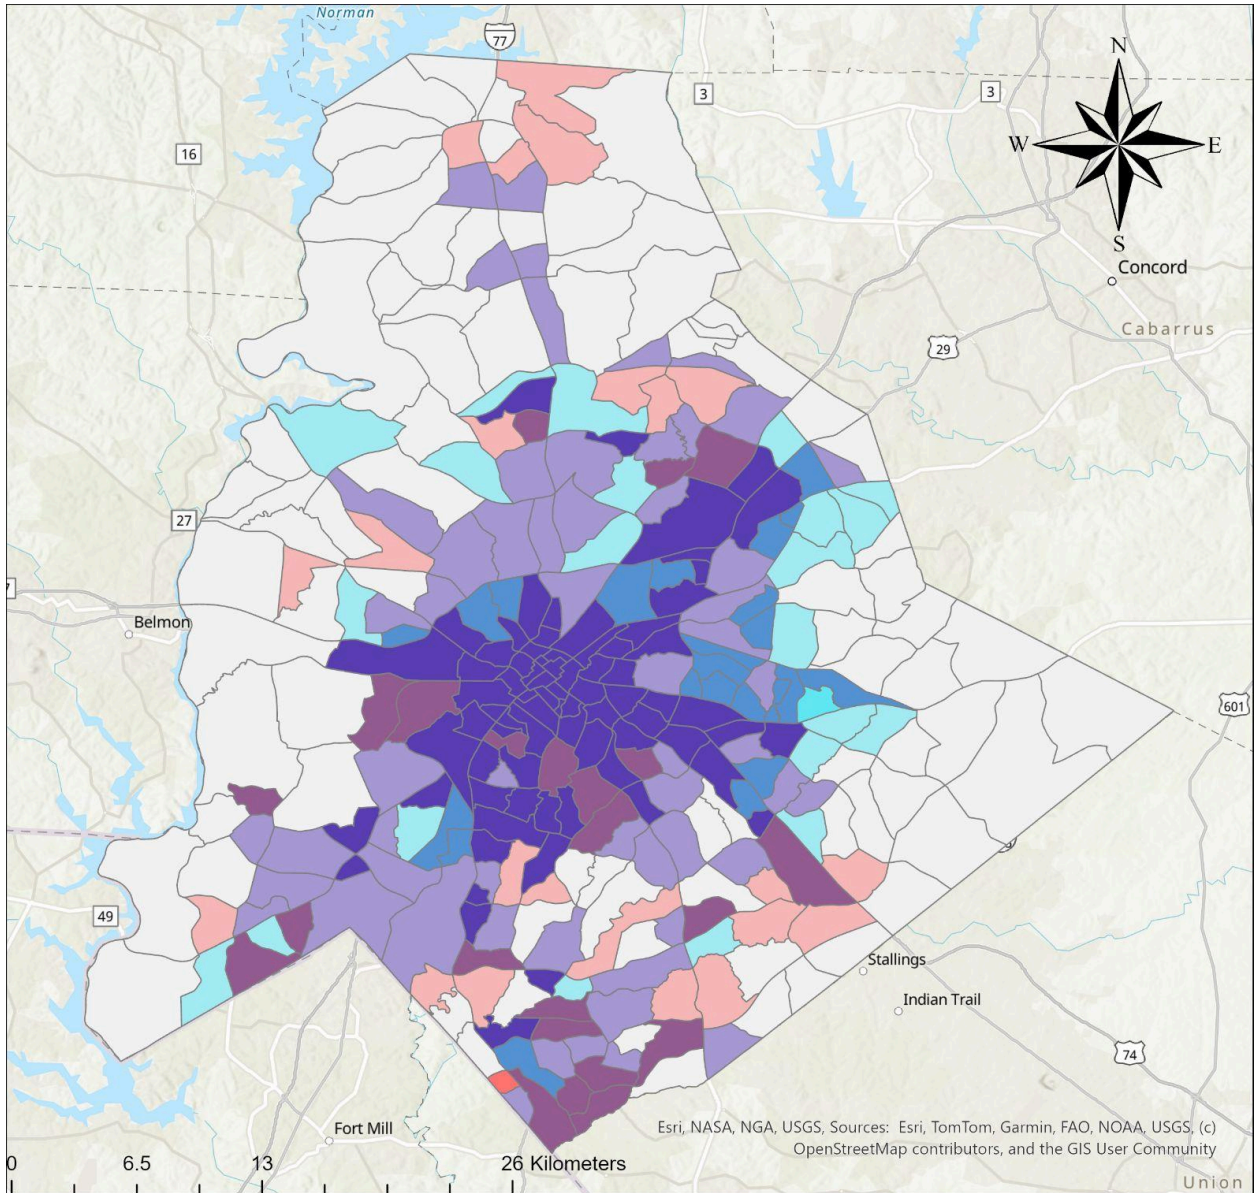 Norman
77
3
3
N
16
W
E
S
Concord
Cabarrus
29
27
Belmon
601
49
Stallings
Indian Trail
74
Fort Mill
Esri, NASA, NGA, USGS, Sources: Esri, TomTom, Garmin, FAO, NOAA, USGS, (c)
OpenStreetMap contributors, and the GIS User Community
0 6.5 13 26 Kilometers
Union